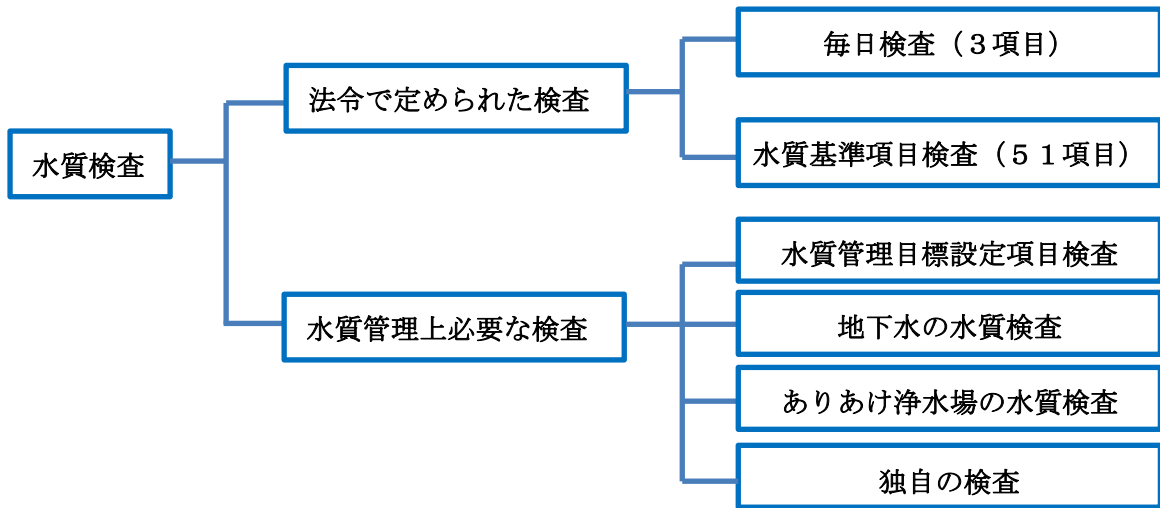 水質検査
法令で定められた検査
毎日検査（３項目）
水質基準項目検査（５１項目）
水質管理上必要な検査
水質管理目標設定項目検査
地下水の水質検査
ありあけ浄水場の水質検査
独自の検査